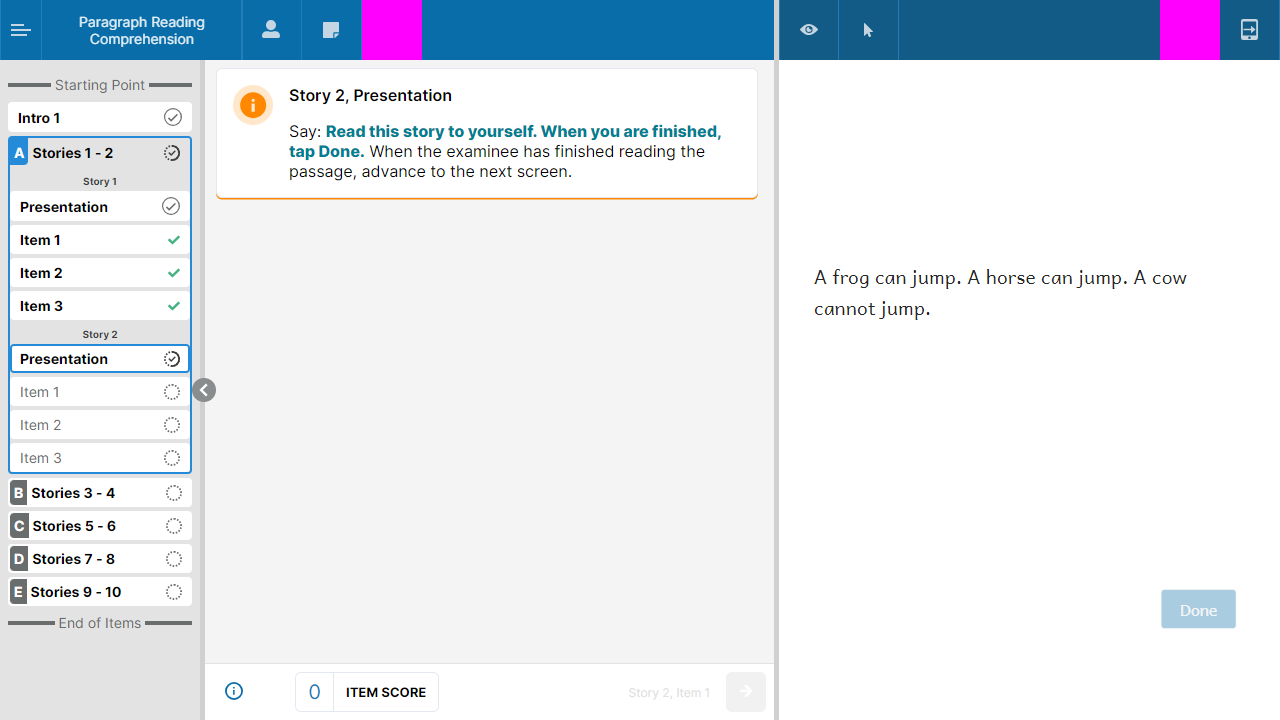 Paragraph Reading
Comprehension
Starting Point
Intro 1
A Stories 1 - 2
Story 1
Presentation
Item 1
Item 2
Item 3
Story 2
Presentation
Item 1
Item 2
Item 3
B Stories 3 - 4
C Stories 5 - 6
D Stories 7 - 8
E Stories 9 - 10
End of Items
Story 2, Presentation
Say: Read this story to yourself. When you are finished,
tap Done. When the examinee has finished reading the
passage, advance to the next screen.
0 ITEM SCORE
Story 2, Item 1
A frog can jump. A horse can jump. A cow
cannot jump.
Done